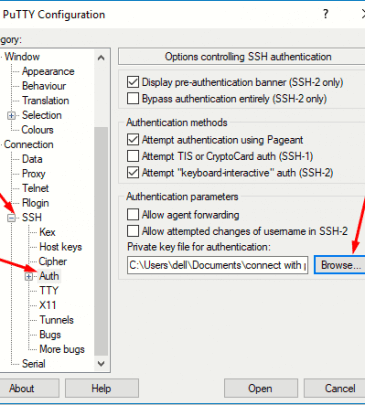 PuTTY Configuration
?
gory:
Window
Appearance
Behaviour
Translation
Selection
Colours
Connection
Data
Proxy
Telnet
Rlogin
SSH
Kex
Host keys
Cipher
Auth
TTY
X11
Tunnels
Bugs
More bugs
Serial
Options controlling SSH authentication
Display pre-authentication banner (SSH-2 only)
Bypass authentication entirely (SSH-2 only)
Authentication methods
Attempt authentication using Pageant
Attempt TIS or CryptoCard auth (SSH-1)
Attempt "keyboard-interactive" auth (SSH-2)
Authentication parameters
Allow agent forwarding
Allow attempted changes of username in SSH-2
Private key file for authentication:
C:\Users\dell\Documents\connect with
Browse...
About
Help
Open
Cancel